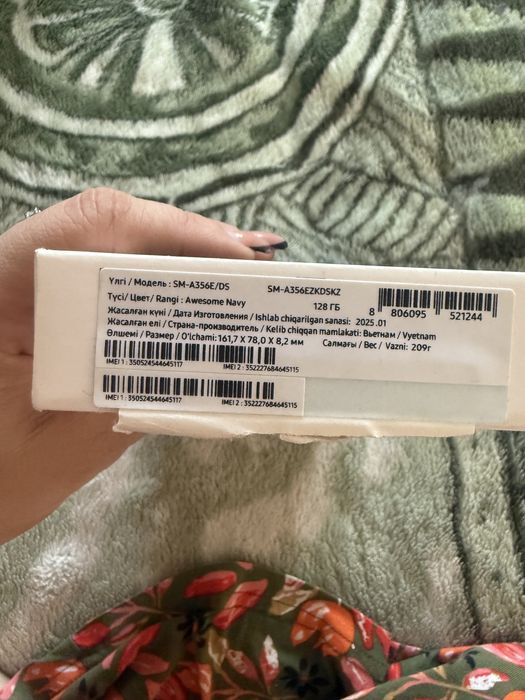 Үлгі / Модель : SM-A356E/DS SM-A356EZKDSKZ
Түсі/ Цвет/ Rangi : Awesome Navy 128 ГБ
Жасалған күні / Дата Изготовления / Ishlab chiqarilgan sanasi: 2025.01
Жасалған елі / Страна-производитель / Kelib chiqqan mamlakati: Вьетнам / Vyetnam
Өлшемі / Размер / O'lchami: 161,7 X 78,0 X 8,2 мм Салмағы / Вес / Vazni: 209г
8 806095 521244
IMEI 1 : 350524544645117 IMEI 2 : 352227684645115
IMEI 1 : 350524544645117 IMEI 2 : 352227684645115